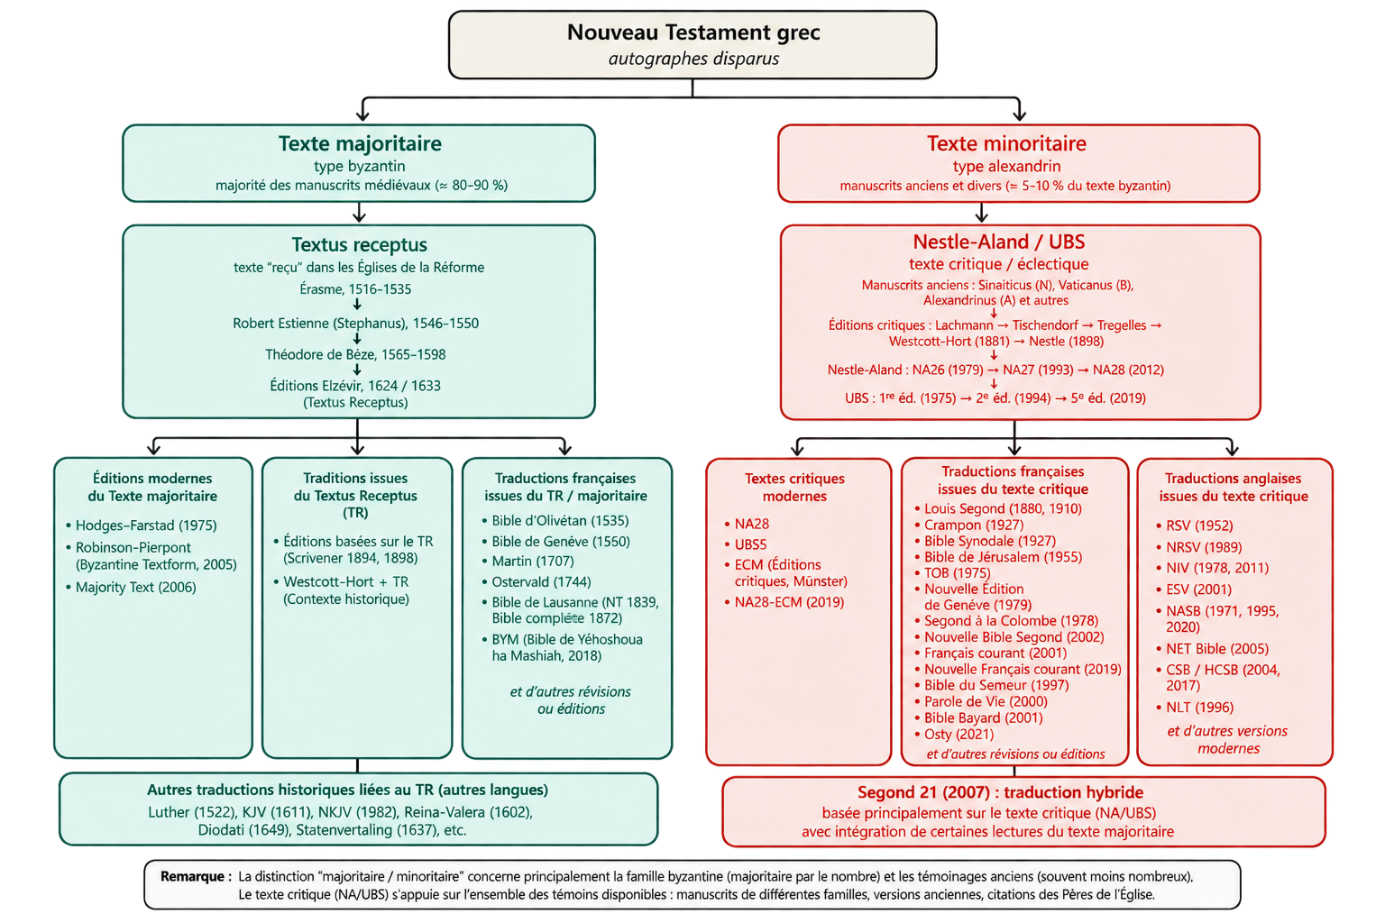 Nouveau Testament grec
autographes disparus
Texte majoritaire
type byzantin
majorité des manuscrits médiévaux (≈ 80–90 %)
Texte minoritaire
type alexandrin
manuscrits anciens et divers (≈ 5–10 % du texte byzantin)
Textus receptus
texte "reçu" dans les Églises de la Réforme
Érasme, 1516–1535
Robert Estienne (Stephanus), 1546–1550
Théodore de Bèze, 1565–1598
Éditions Elzévir, 1624 / 1633
(Textus Receptus)
Nestle-Aland / UBS
texte critique / éclectique
Manuscrits anciens : Sinaiticus (N), Vaticanus (B),
Alexandrinus (A) et autres
Éditions critiques : Lachmann → Tischendorf → Tregelles →
Westcott–Hort (1881) → Nestle (1898)
Nestle-Aland : NA26 (1979) → NA27 (1993) → NA28 (2012)
UBS : 1re éd. (1975) → 2e éd. (1994) → 5e éd. (2019)
Éditions modernes
du Texte majoritaire
• Hodges–Farstad (1975)
• Robinson–Pierpont
(Byzantine Textform, 2005)
• Majority Text (2006)
Traditions issues
du Textus Receptus
(TR)
• Éditions basées sur le TR
(Scrivener 1894, 1898)
• Westcott-Hort + TR
(Contexte historique)
Traductions françaises
issues du TR / majoritaire
• Bible d'Olivétan (1535)
• Bible de Genéve (1560)
• Martin (1707)
• Ostervald (1744)
• Bible de Lausanne (NT 1839,
Bible complète 1872)
• BYM (Bible de Yéhoshoua
ha Mashiah, 2018)
et d'autres révisions
ou éditions
Textes critiques
modernes
• NA28
• UBS5
• ECM (Éditions
critiques, Münster)
• NA28-ECM (2019)
Traductions françaises
issues du texte critique
• Louis Segond (1880, 1910)
• Crampon (1927)
• Bible Synodale (1927)
• Bible de Jérusalem (1955)
• TOB (1975)
• Nouvelle Édition
de Genéve (1979)
• Segond à la Colombe (1978)
• Nouvelle Bible Segond (2002)
• Français courant (2001)
• Nouvelle Français courant (2019)
• Bible du Semeur (1997)
• Parole de Vie (2000)
• Bible Bayard (2001)
• Osty (2021)
et d'autres révisions ou éditions
Traductions anglaises
issues du texte critique
• RSV (1952)
• NRSV (1989)
• NIV (1978, 2011)
• ESV (2001)
• NASB (1971, 1995,
2020)
• NET Bible (2005)
• CSB / HCSB (2004,
2017)
• NLT (1996)
et d'autres versions
modernes
Autres traductions historiques liées au TR (autres langues)
Luther (1522), KJV (1611), NKJV (1982), Reina-Valera (1602),
Diodati (1649), Statenvertaling (1637), etc.
Segond 21 (2007) : traduction hybride
basée principalement sur le texte critique (NA/UBS)
avec intégration de certaines lectures du texte majoritaire
Remarque : La distinction "majoritaire / minoritaire" concerne principalement la famille byzantine (majoritaire par le nombre) et les témoinages anciens (souvent moins nombreux),
Le texte critique (NA/UBS) s'appuie sur l'ensemble des témoins disponibles : manuscrits de différentes familles, versions anciennes, citations des Pères de l'Église.